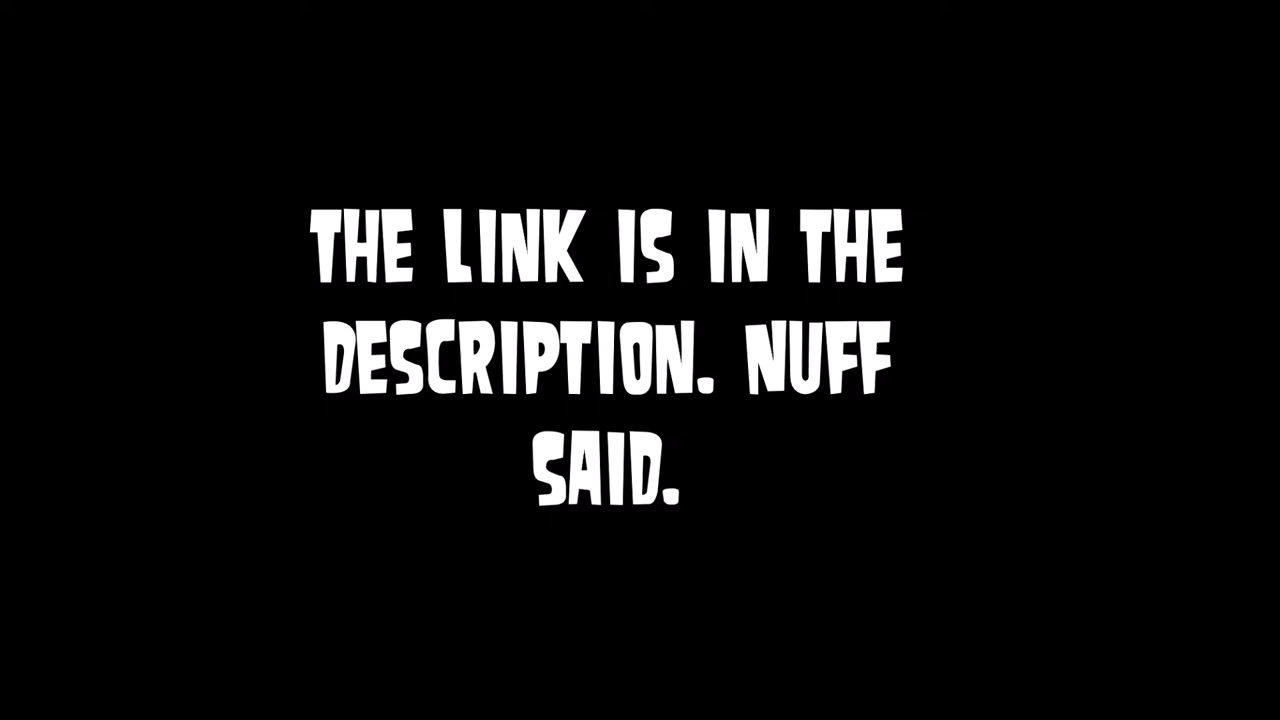 THE LINK IS IN THE
DESCRIPTION. NUFF
SAID.